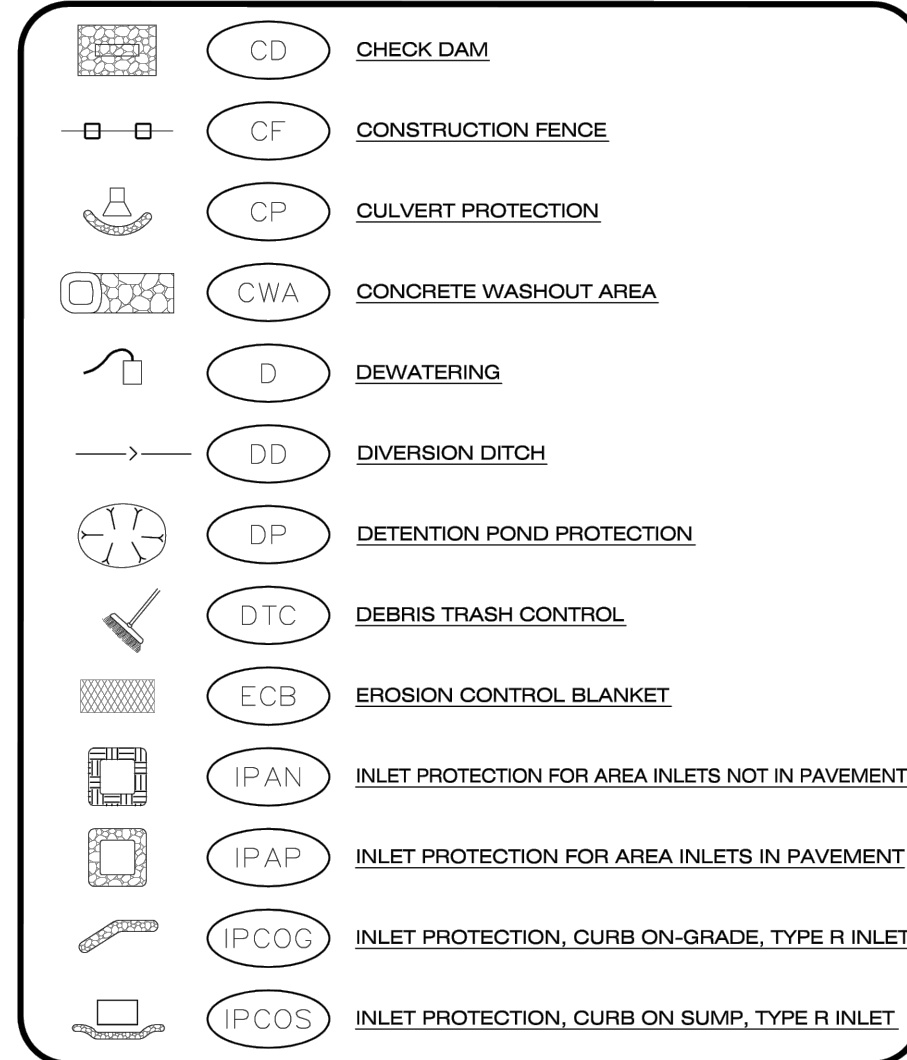 CD CHECK DAM
CF CONSTRUCTION FENCE
CP CULVERT PROTECTION
CWA CONCRETE WASHOUT AREA
D DEWATERING
DD DIVERSION DITCH
DP DETENTION POND PROTECTION
DTC DEBRIS TRASH CONTROL
ECB EROSION CONTROL BLANKET
IPAN INLET PROTECTION FOR AREA INLETS NOT IN PAVEMENT
IPAP INLET PROTECTION FOR AREA INLETS IN PAVEMENT
IPCOG INLET PROTECTION, CURB ON-GRADE, TYPE R INLET
IPCOS INLET PROTECTION, CURB ON SUMP, TYPE R INLET